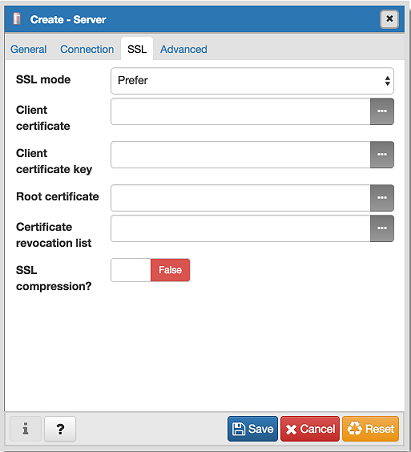 Create - Server
General Connection SSL Advanced
SSL mode Prefer
Client
certificate
Client
certificate key
Root certificate
Certificate
revocation list
SSL False
compression?
i ? Save Cancel Reset